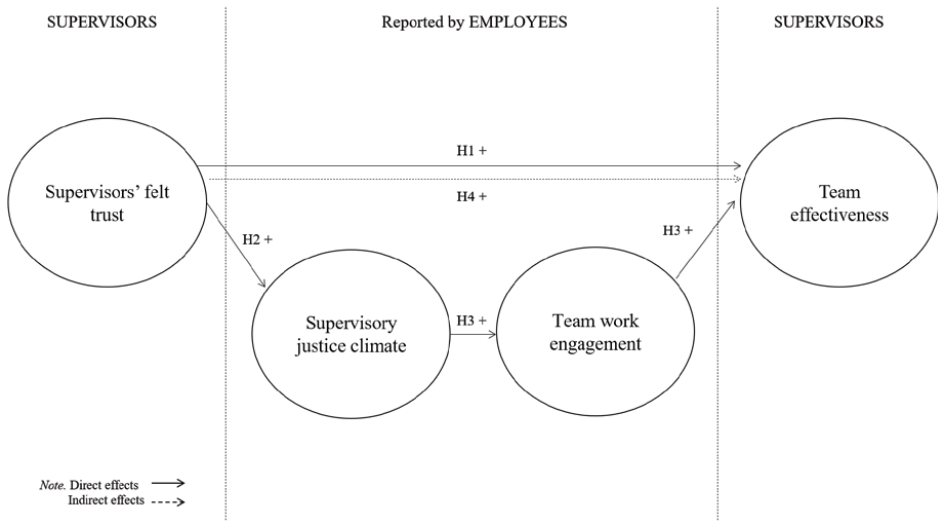 SUPERVISORS
Reported by EMPLOYEES
SUPERVISORS
H1 +
Supervisors’ felt
trust
H4 +
Team
effectiveness
H2 +
H3 +
Supervisory
justice climate
H3 +
Team work
engagement
Note. Direct effects
Indirect effects